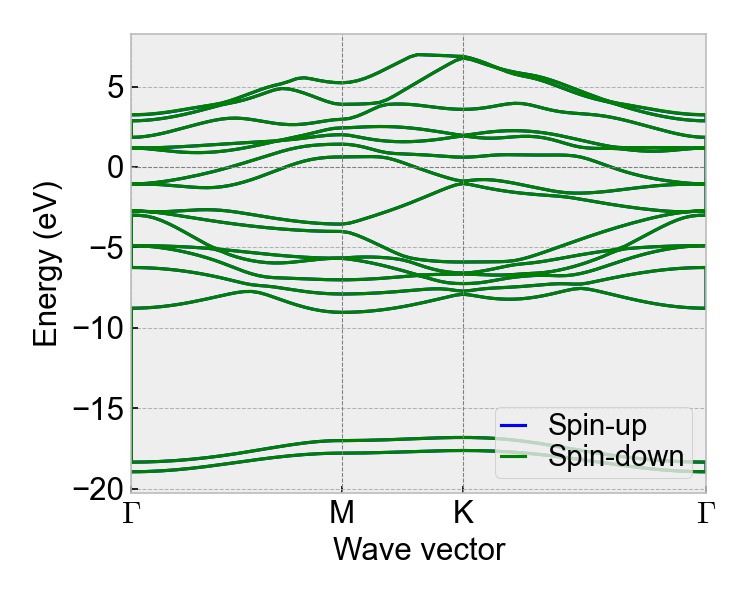 Energy (eV)
5
0
−5
−10
−15
−20
Spin-up
Spin-down
Γ M K Γ
Wave vector